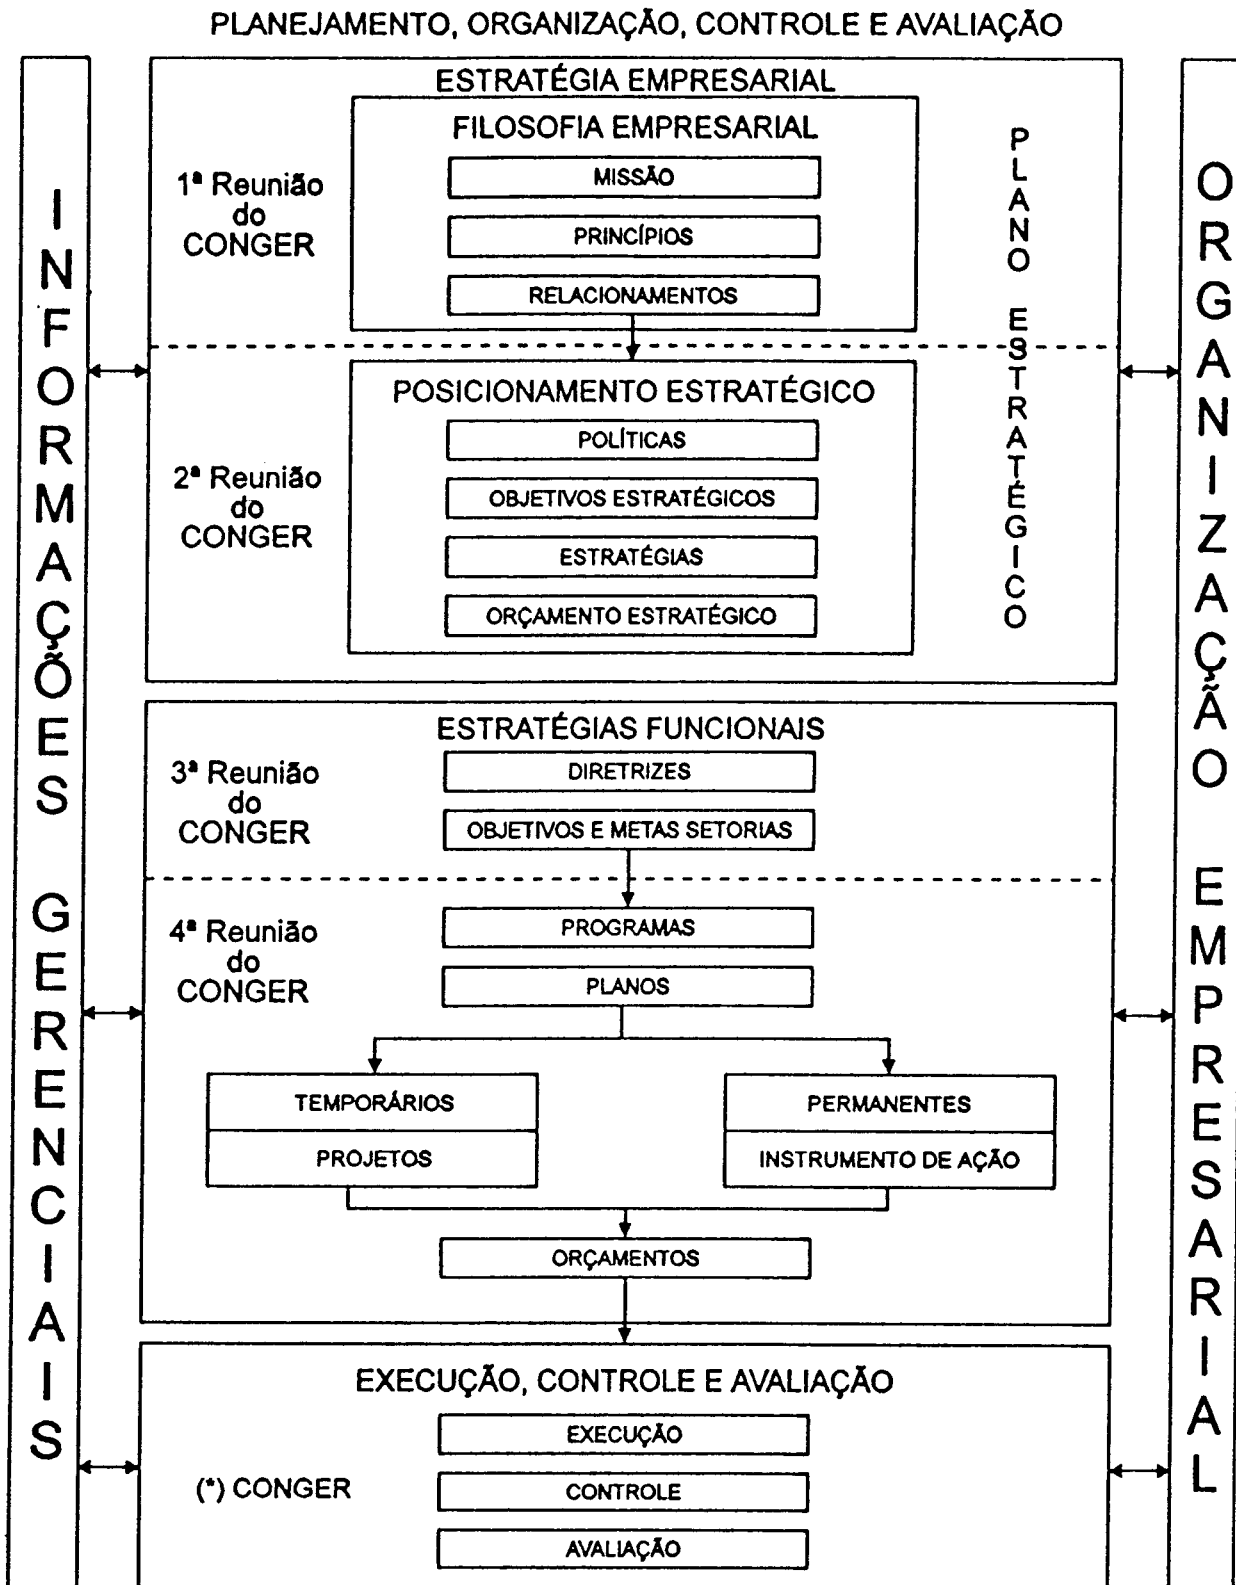 PLANEJAMENTO, ORGANIZAÇÃO, CONTROLE E AVALIAÇÃO
INFORMAÇÕES GERENCIAIS
ESTRATÉGIA EMPRESARIAL
FILOSOFIA EMPRESARIAL
1ª Reunião
do
CONGER
MISSÃO
PRINCÍPIOS
RELACIONAMENTOS
PLANO ESTRATÉGICO
POSICIONAMENTO ESTRATÉGICO
2ª Reunião
do
CONGER
POLÍTICAS
OBJETIVOS ESTRATÉGICOS
ESTRATÉGIAS
ORÇAMENTO ESTRATÉGICO
ESTRATÉGIAS FUNCIONAIS
3ª Reunião
do
CONGER
DIRETRIZES
OBJETIVOS E METAS SETORIAS
4ª Reunião
do
CONGER
PROGRAMAS
PLANOS
TEMPORÁRIOS
PROJETOS
PERMANENTES
INSTRUMENTO DE AÇÃO
ORÇAMENTOS
EXECUÇÃO, CONTROLE E AVALIAÇÃO
(*) CONGER
EXECUÇÃO
CONTROLE
AVALIAÇÃO
ORGANIZAÇÃO EMPRESARIAL